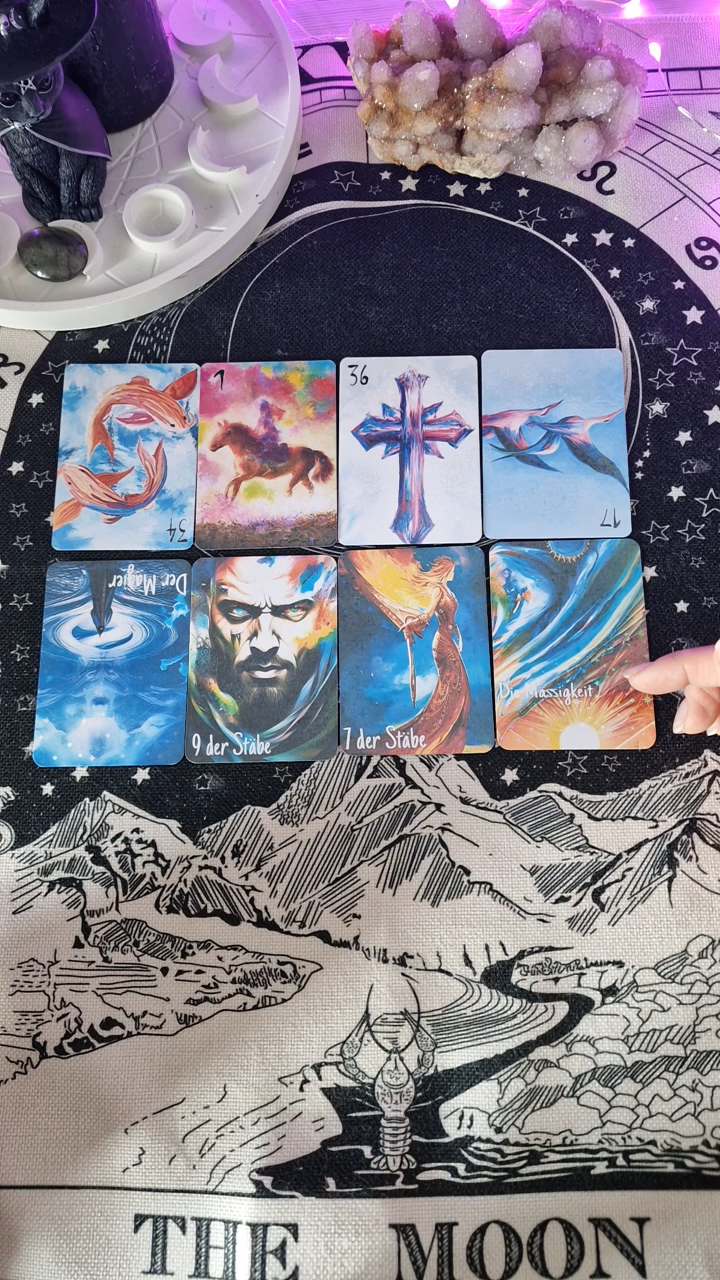 34
1
36
17
Der Magier
9 der Stäbe
7 der Stäbe
Die Mässigkeit
THE MOON